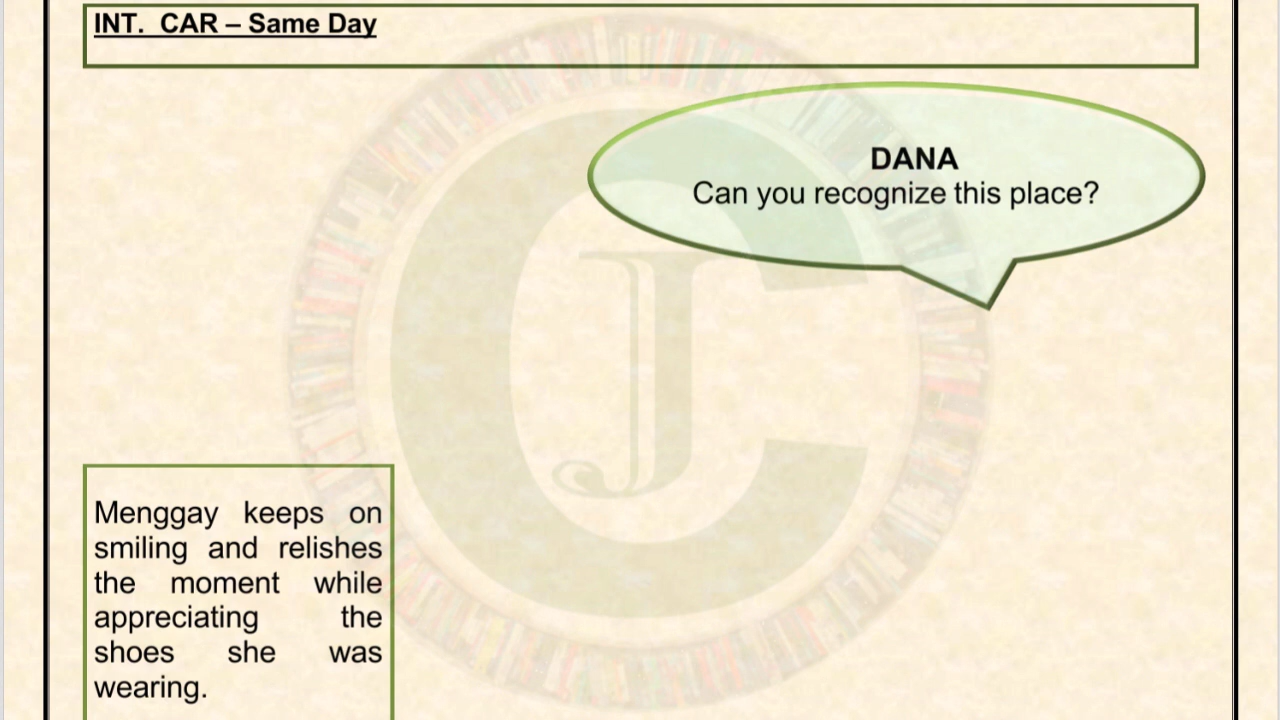 INT. CAR – Same Day
DANA
Can you recognize this place?
Menggay keeps on
smiling and relishes
the moment while
appreciating the
shoes she was
wearing.
CJ